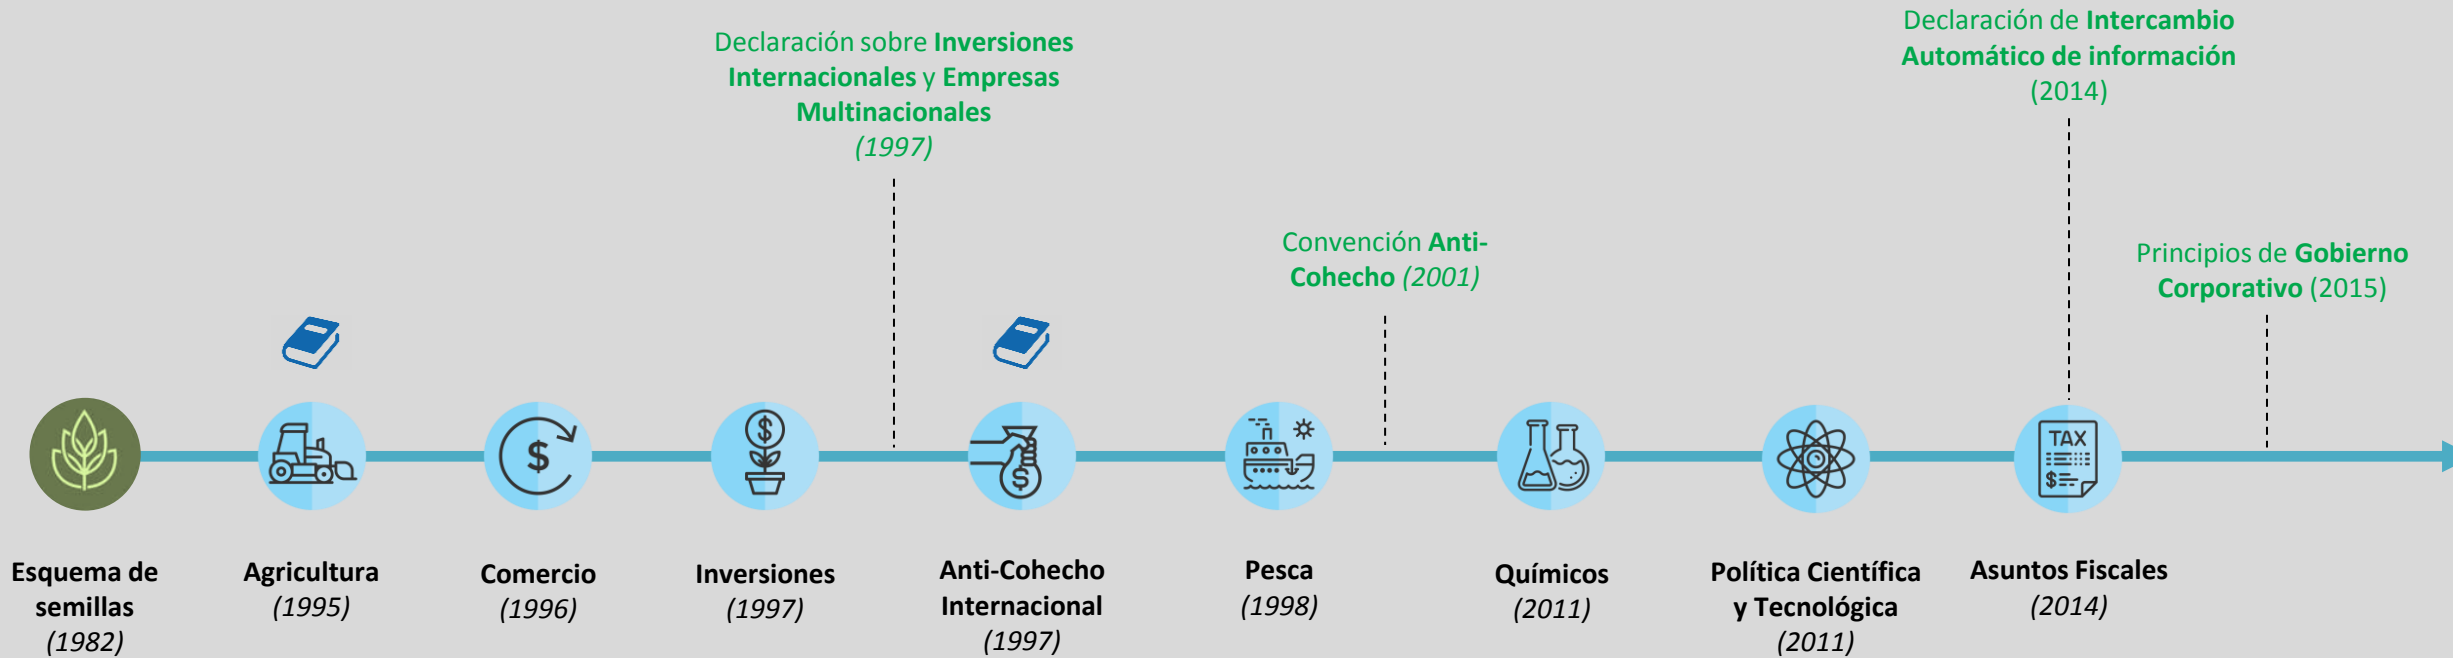 Declaración sobre Inversiones
Internacionales y Empresas
Multinacionales
(1997)
Convención Anti-
Cohecho (2001)
Declaración de Intercambio
Automático de información
(2014)
Principios de Gobierno
Corporativo (2015)
$
$
$
TAX
$
Esquema de
semillas
(1982)
Agricultura
(1995)
Comercio
(1996)
Inversiones
(1997)
Anti-Cohecho
Internacional
(1997)
Pesca
(1998)
Químicos
(2011)
Política Científica
y Tecnológica
(2011)
Asuntos Fiscales
(2014)